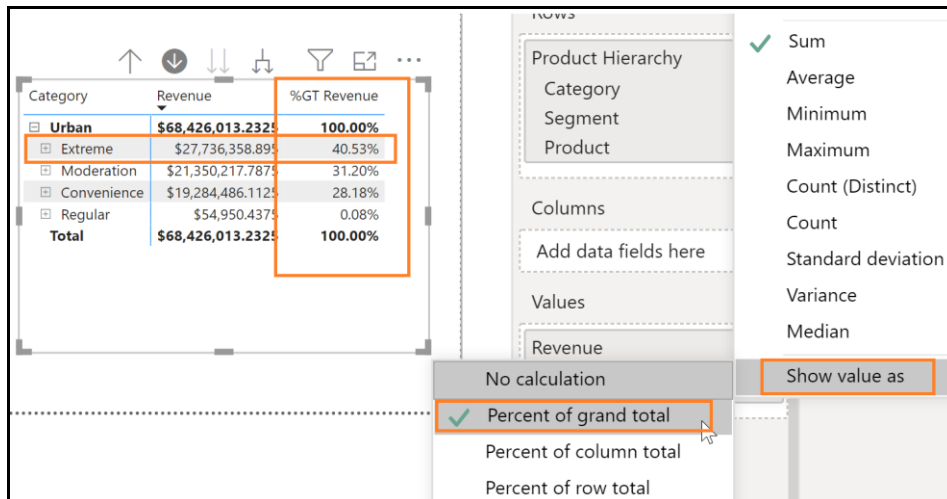 Category Revenue %GT Revenue
Urban $68,426,013.2325 100.00%
Extreme $27,736,358.895 40.53%
Moderation $21,350,217.7875 31.20%
Convenience $19,284,486.1125 28.18%
Regular $54,950.4375 0.08%
Total $68,426,013.2325 100.00%
Rows
Product Hierarchy
Category
Segment
Product
Columns
Add data fields here
Values
Revenue
Sum
Average
Minimum
Maximum
Count (Distinct)
Count
Standard deviation
Variance
Median
Show value as
No calculation
Percent of grand total
Percent of column total
Percent of row total